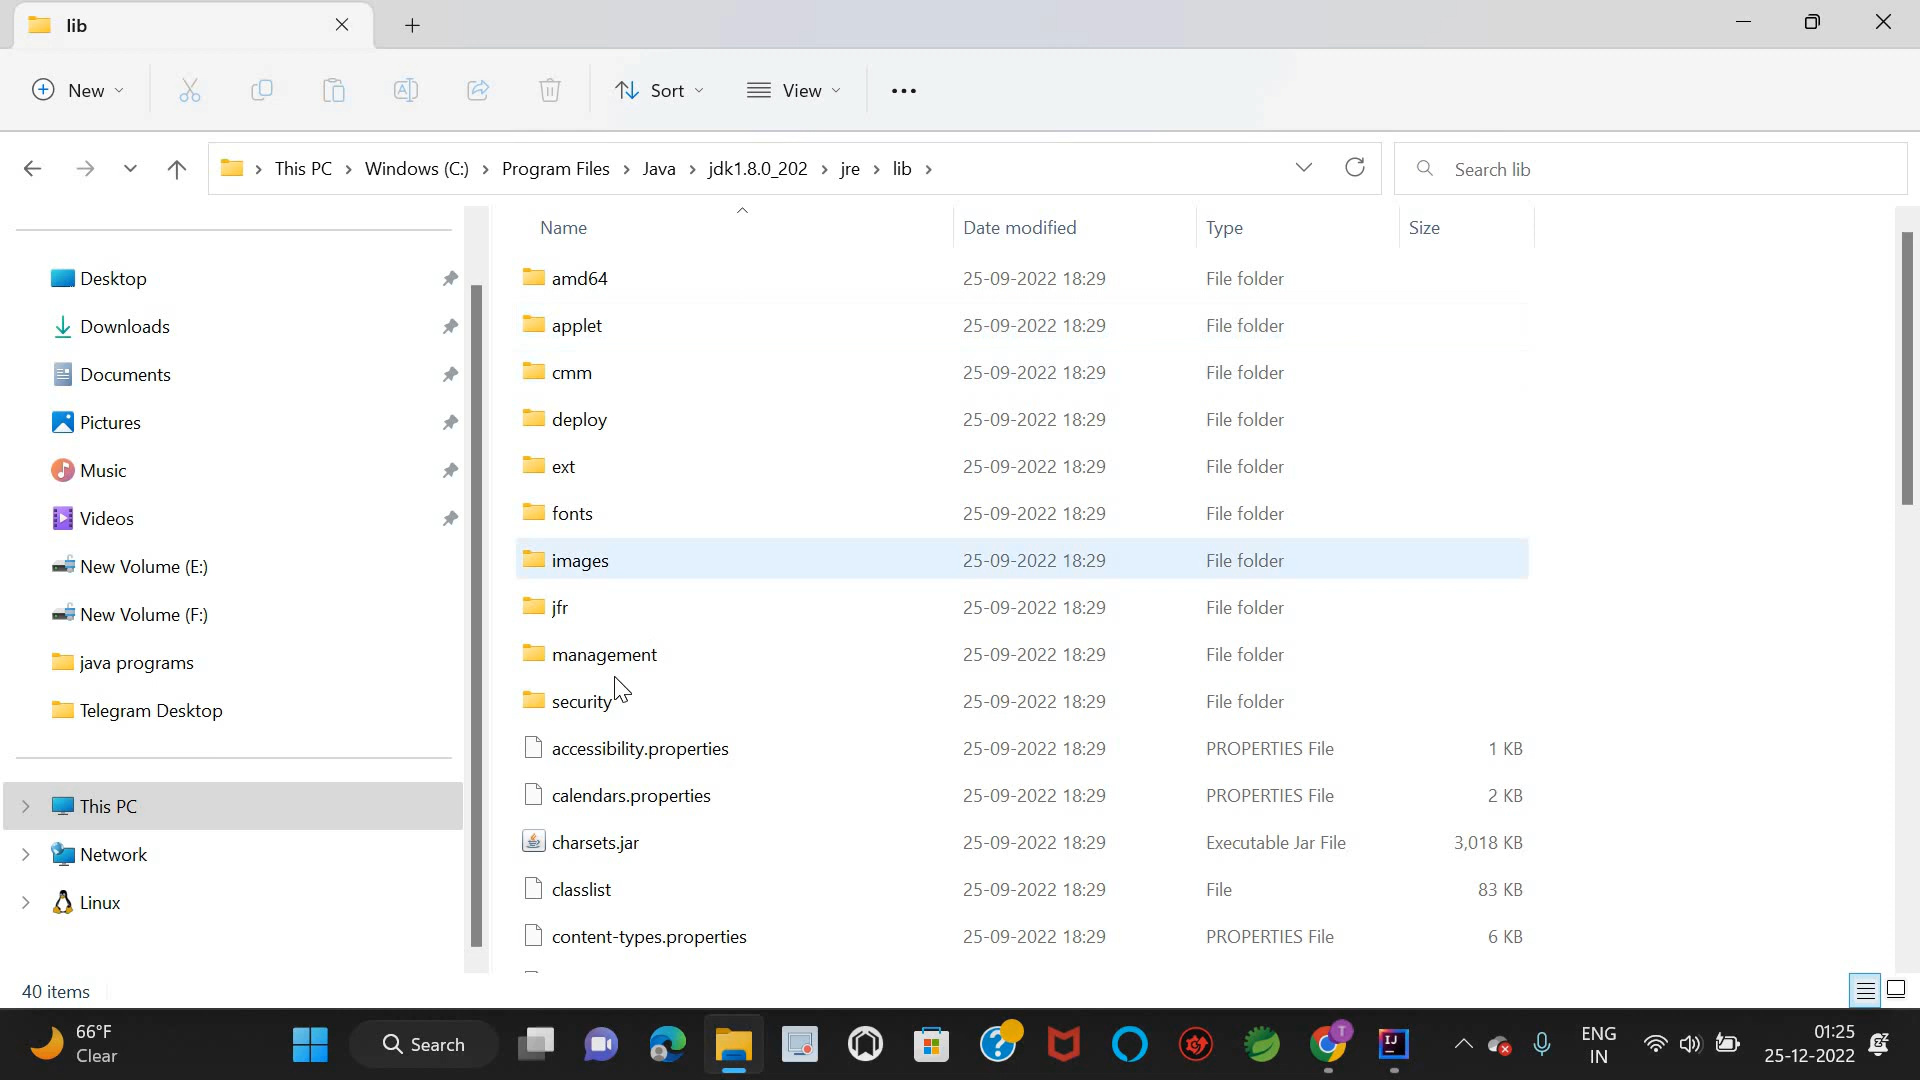 lib
New
Sort
View
This PC > Windows (C:) > Program Files > Java > jdk1.8.0_202 > jre > lib >
Search lib
Name Date modified Type Size
Desktop
Downloads
Documents
Pictures
Music
Videos
New Volume (E:)
New Volume (F:)
java programs
Telegram Desktop
This PC
Network
Linux
amd64 25-09-2022 18:29 File folder
applet 25-09-2022 18:29 File folder
cmm 25-09-2022 18:29 File folder
deploy 25-09-2022 18:29 File folder
ext 25-09-2022 18:29 File folder
fonts 25-09-2022 18:29 File folder
images 25-09-2022 18:29 File folder
jfr 25-09-2022 18:29 File folder
management 25-09-2022 18:29 File folder
security 25-09-2022 18:29 File folder
accessibility.properties 25-09-2022 18:29 PROPERTIES File 1 KB
calendars.properties 25-09-2022 18:29 PROPERTIES File 2 KB
charsets.jar 25-09-2022 18:29 Executable Jar File 3,018 KB
classlist 25-09-2022 18:29 File 83 KB
content-types.properties 25-09-2022 18:29 PROPERTIES File 6 KB
40 items
66°F
Clear
Search
T
IJ
ENG
IN
01:25
25-12-2022